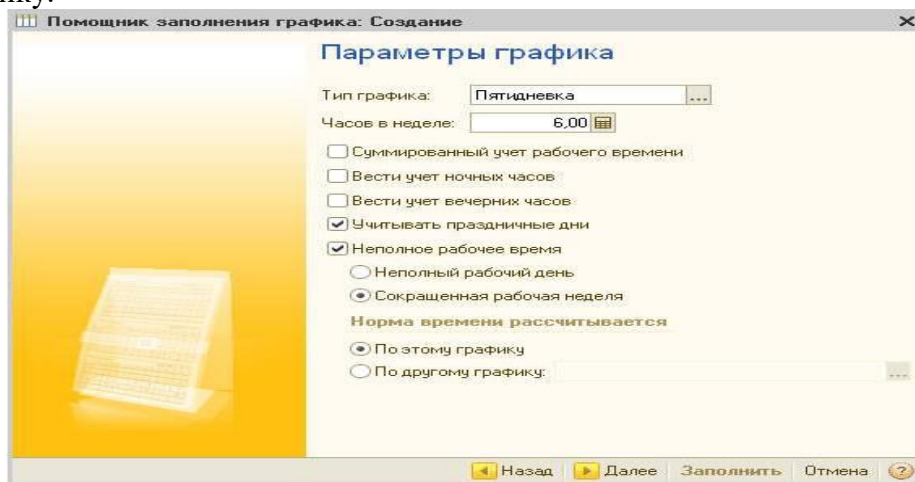 нку.
Помощник заполнения графика: Создание
Параметры графика
Тип графика: Пятидневка ...
Часов в неделе: 6,00
Суммированный учет рабочего времени
Вести учет ночных часов
Вести учет вечерних часов
Учитывать праздничные дни
Неполное рабочее время
Неполный рабочий день
Сокращенная рабочая неделя
Норма времени рассчитывается
По этому графику
По другому графику: ...
Назад Далее Заполнить Отмена ?